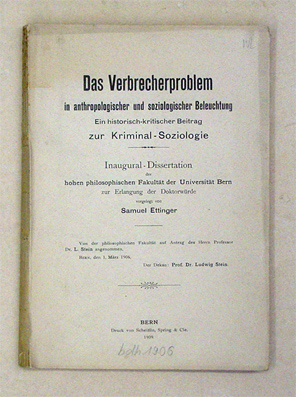 Das Verbrecherproblem
in anthropologischer und soziologischer Beleuchtung
Ein historisch-kritischer Beitrag
zur Kriminal-Soziologie
Inaugural-Dissertation
der
hohen philosophischen Fakultät der Universität Bern
zur Erlangung der Doktorwürde
vorgelegt von
Samuel Ettinger
Von der philosophischen Fakultät auf Antrag des Herrn Professor
Dr. L. Stein angenommen.
Bern, den 1. März 1906.
Der Dekan: Prof. Dr. Ludwig Stein.
BERN
Druck von Scheitlin, Spring & Cie.
1909
1906